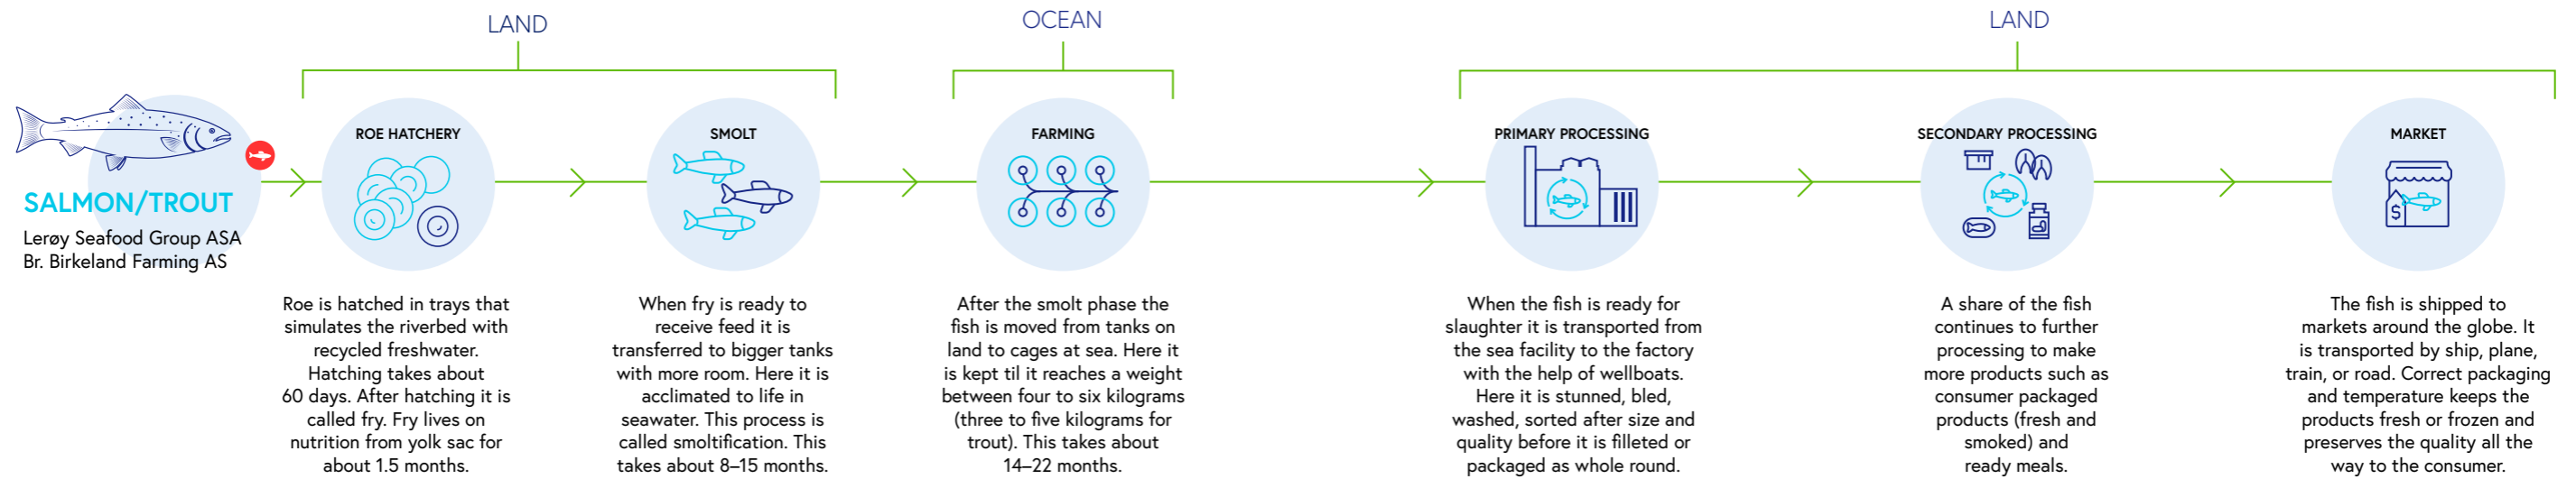 LAND
OCEAN
LAND
SALMON/TROUT
Lerøy Seafood Group ASA
Br. Birkeland Farming AS
ROE HATCHERY
Roe is hatched in trays that
simulates the riverbed with
recycled freshwater.
Hatching takes about
60 days. After hatching it is
called fry. Fry lives on
nutrition from yolk sac for
about 1.5 months.
SMOLT
When fry is ready to
receive feed it is
transferred to bigger tanks
with more room. Here it is
acclimated to life in
seawater. This process is
called smoltification. This
takes about 8–15 months.
FARMING
After the smolt phase the
fish is moved from tanks on
land to cages at sea. Here it
is kept til it reaches a weight
between four to six kilograms
(three to five kilograms for
trout). This takes about
14–22 months.
PRIMARY PROCESSING
When the fish is ready for
slaughter it is transported from
the sea facility to the factory
with the help of wellboats.
Here it is stunned, bled,
washed, sorted after size and
quality before it is filleted or
packaged as whole round.
SECONDARY PROCESSING
A share of the fish
continues to further
processing to make
more products such as
consumer packaged
products (fresh and
smoked) and
ready meals.
MARKET
$
The fish is shipped to
markets around the globe. It
is transported by ship, plane,
train, or road. Correct packaging
and temperature keeps the
products fresh or frozen and
preserves the quality all the
way to the consumer.